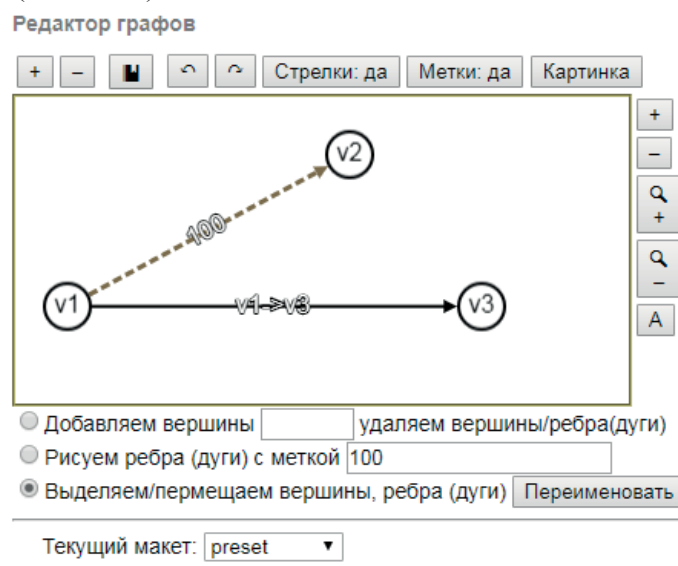 Редактор графов
+ – Стрелки: да Метки: да Картинка
+
–
v2
+
100
–
v1 v1->v3 v3
A
Добавляем вершины удаляем вершины/ребра(дуги)
Рисуем ребра (дуги) с меткой 100
Выделяем/пермещаем вершины, ребра (дуги) Переименовать
Текущий макет: preset